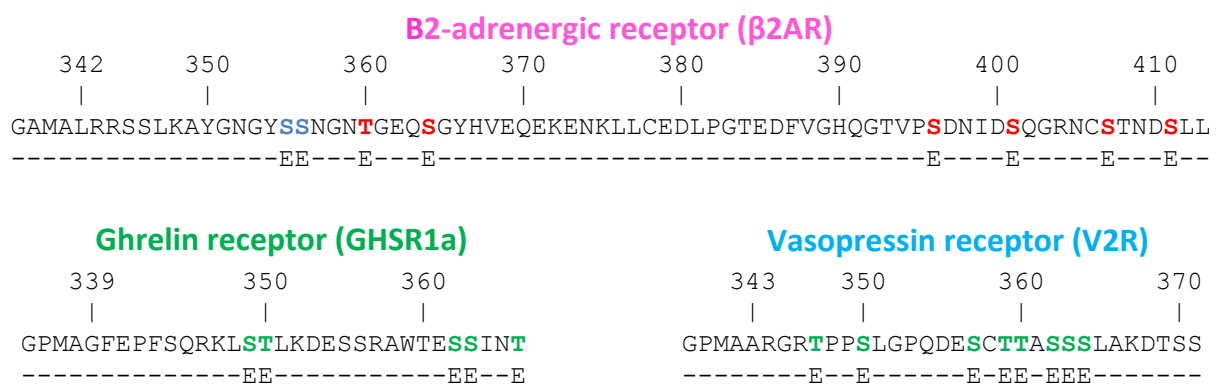 B2-adrenergic receptor (β2AR)
342 350 360 370 380 390 400 410
| | | | | | | |
GAMALRRSSLKAYGNGYSSNGNTGEQSGYHVEQEKENKLLCEDLPGTEDFVGHQGTVPSDNIDSQGRNCSTNDSLL
-----------------EE---E---E-------------------------------E----E-----E---E--
Ghrelin receptor (GHSR1a)
339 350 360
| | |
GPMAGFEPFSQRKLSTLKDESSRAWTESSINT
--------------EE-----------EE--E
Vasopressin receptor (V2R)
343 350 360 370
| | | |
GPMAARGRTPPSLGPQDESCTTASSSLAKDTSS
--------E--E------E-EE-EEE-------